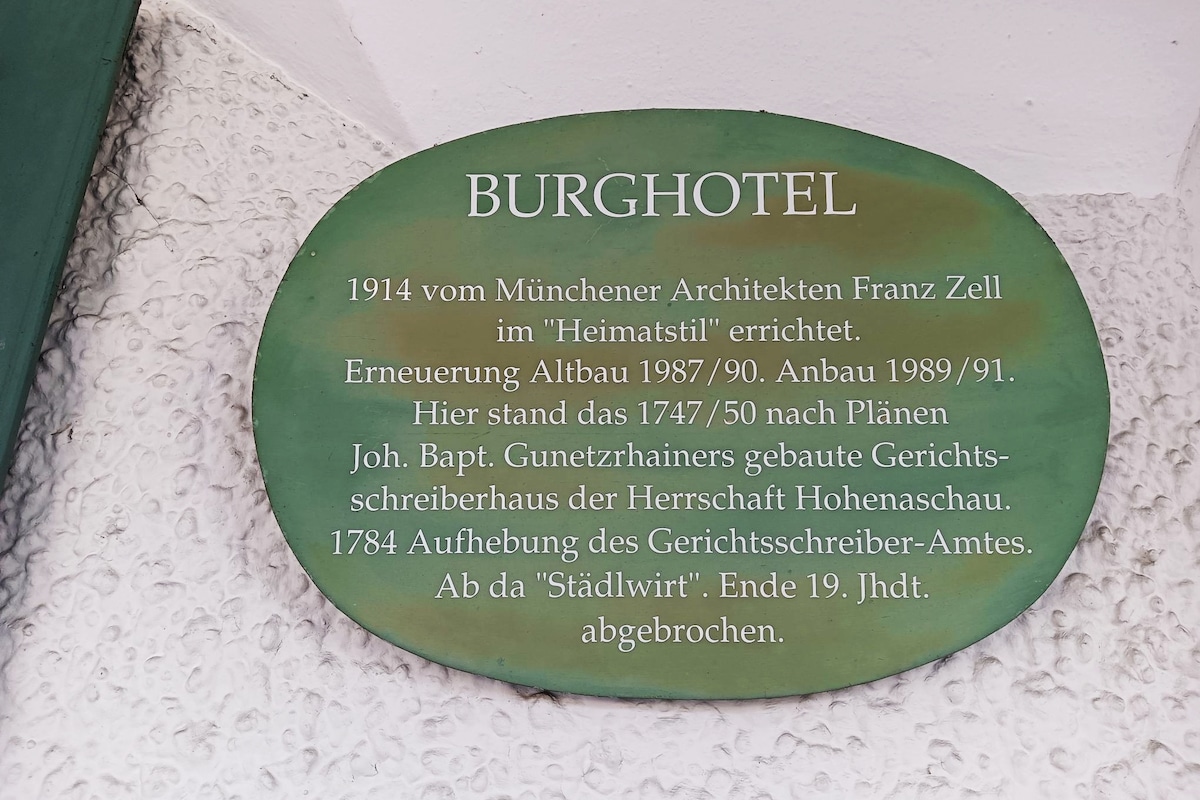 BURGHOTEL
1914 vom Münchener Architekten Franz Zell
im "Heimatstil" errichtet.
Erneuerung Altbau 1987/90. Anbau 1989/91.
Hier stand das 1747/50 nach Plänen
Joh. Bapt. Gunetzrhainers gebaute Gerichts-
schreiberhaus der Herrschaft Hohenaschau.
1784 Aufhebung des Gerichtsschreiber-Amtes.
Ab da "Städlwirt". Ende 19. Jhdt.
abgebrochen.